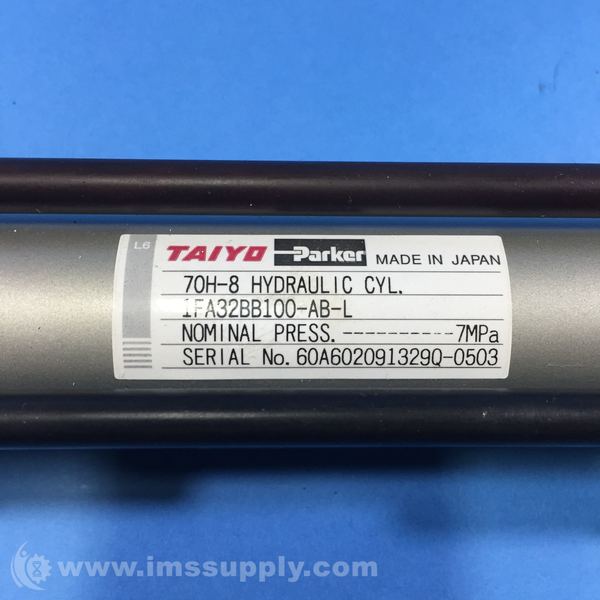 L6 TAIYO Parker MADE IN JAPAN
70H-8 HYDRAULIC CYL.
1FA32BB100-AB-L
NOMINAL PRESS. -----------7MPa
SERIAL No. 60A602091329Q-0503
www.imssupply.com